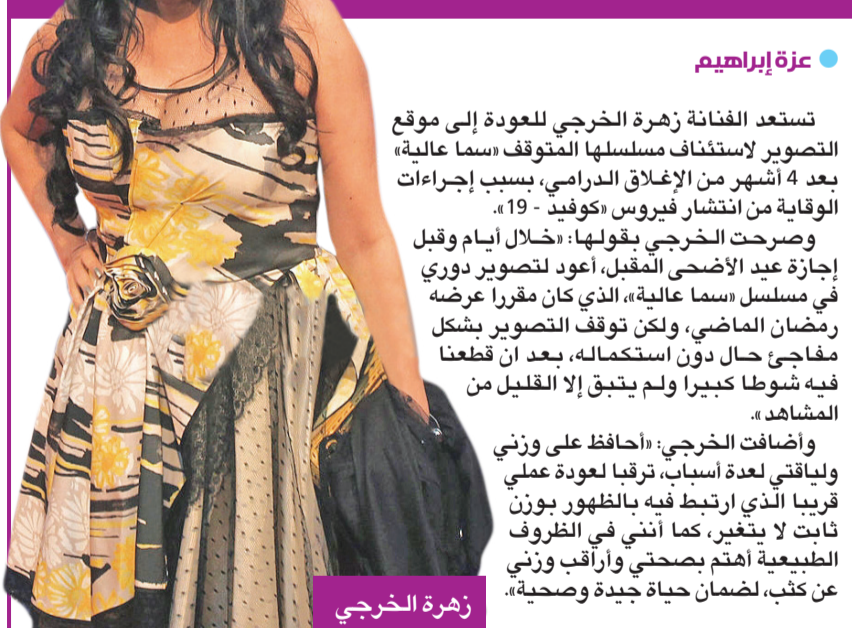 عزة إبراهيم
تستعد الفنانة زهرة الخرجي للعودة إلى موقع
التصوير لاستئناف مسلسلها المتوقف «سما عالية»
بعد 4 أشهر من الإغلاق الدرامي، بسبب إجراءات
الوقاية من انتشار فيروس «كوفيد - 19».
وصرحت الخرجي بقولها: «خلال أيام وقبل
إجازة عيد الأضحى المقبل، أعود لتصوير دوري
في مسلسل «سما عالية»، الذي كان مقررا عرضه
رمضان الماضي، ولكن توقف التصوير بشكل
مفاجئ حال دون استكماله، بعد ان قطعنا
فيه شوطا كبيرا ولم يتبق إلا القليل من
المشاهد».
وأضافت الخرجي: «أحافظ على وزني
ولياقتي لعدة أسباب، ترقبا لعودة عملي
قريبا الذي ارتبط فيه بالظهور بوزن
ثابت لا يتغير، كما أنني في الظروف
الطبيعية أهتم بصحتي وأراقب وزني
عن كثب، لضمان حياة جيدة وصحية».
زهرة الخرجي